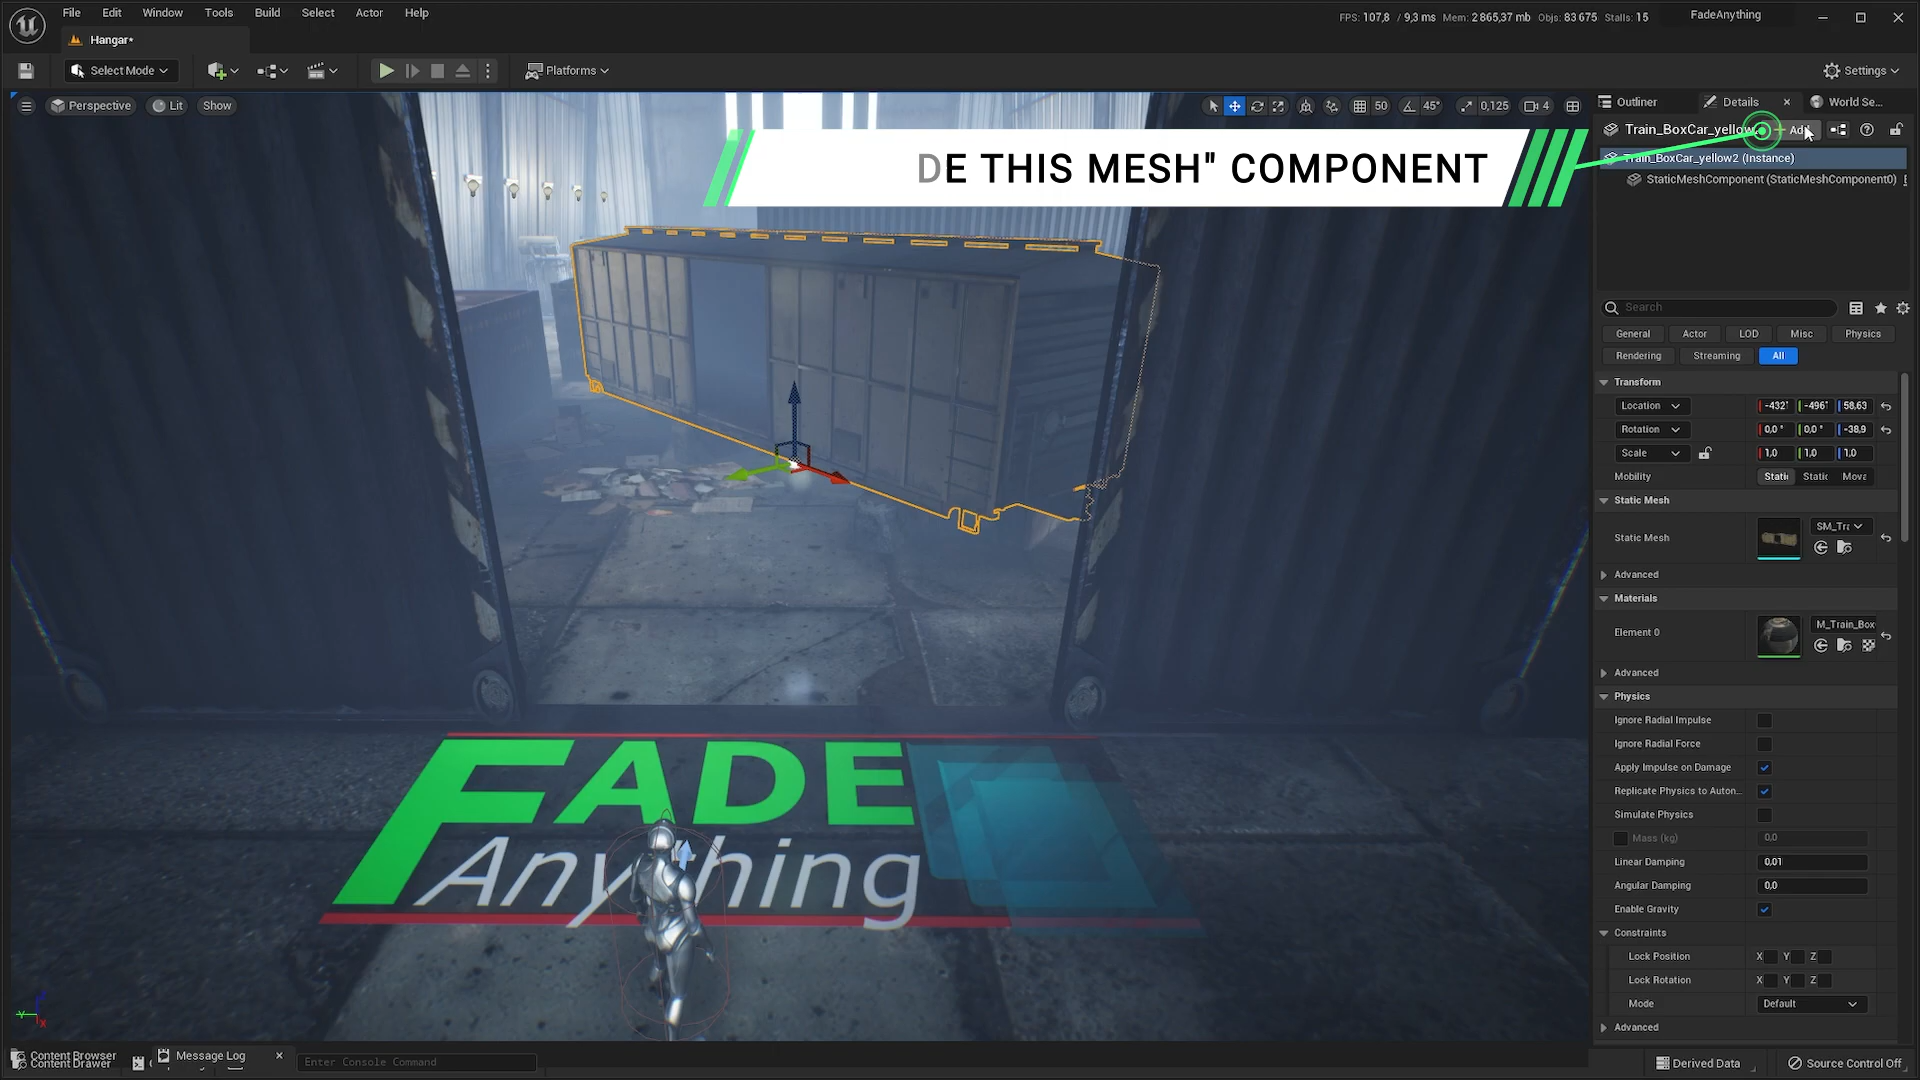 File Edit Window Tools Build Select Actor Help
FPS: 107,8 / 9,3 ms Mem: 2 865,37 mb Objs: 83 675 Stalls: 15
FadeAnything
Hangar*
Select Mode
Platforms
Settings
Perspective Lit Show
50 45° 0,125 4
Outliner Details World Se...
Train_BoxCar_yellow
Add
DE THIS MESH" COMPONENT
Train_BoxCar_yellow2 (Instance)
StaticMeshComponent (StaticMeshComponent0)
Search
General Actor LOD Misc Physics
Rendering Streaming All
Transform
Location -432 -496 58,63
Rotation 0,0 ° 0,0 ° -38,9
Scale 1,0 1,0 1,0
Mobility Static Static Mova
Static Mesh
SM_Tra
Static Mesh
Advanced
Materials
M_Train_Box
Element 0
Advanced
Physics
Ignore Radial Impulse
Ignore Radial Force
Apply Impulse on Damage
Replicate Physics to Auton...
Simulate Physics
Mass (kg) 0,0
Linear Damping 0,01
Angular Damping 0,0
Enable Gravity
Constraints
Lock Position X Y Z
Lock Rotation X Y Z
Mode Default
Advanced
FADE
Anything
Content Browser
Content Drawer
Message Log
Enter Console Command
Derived Data
Source Control Off